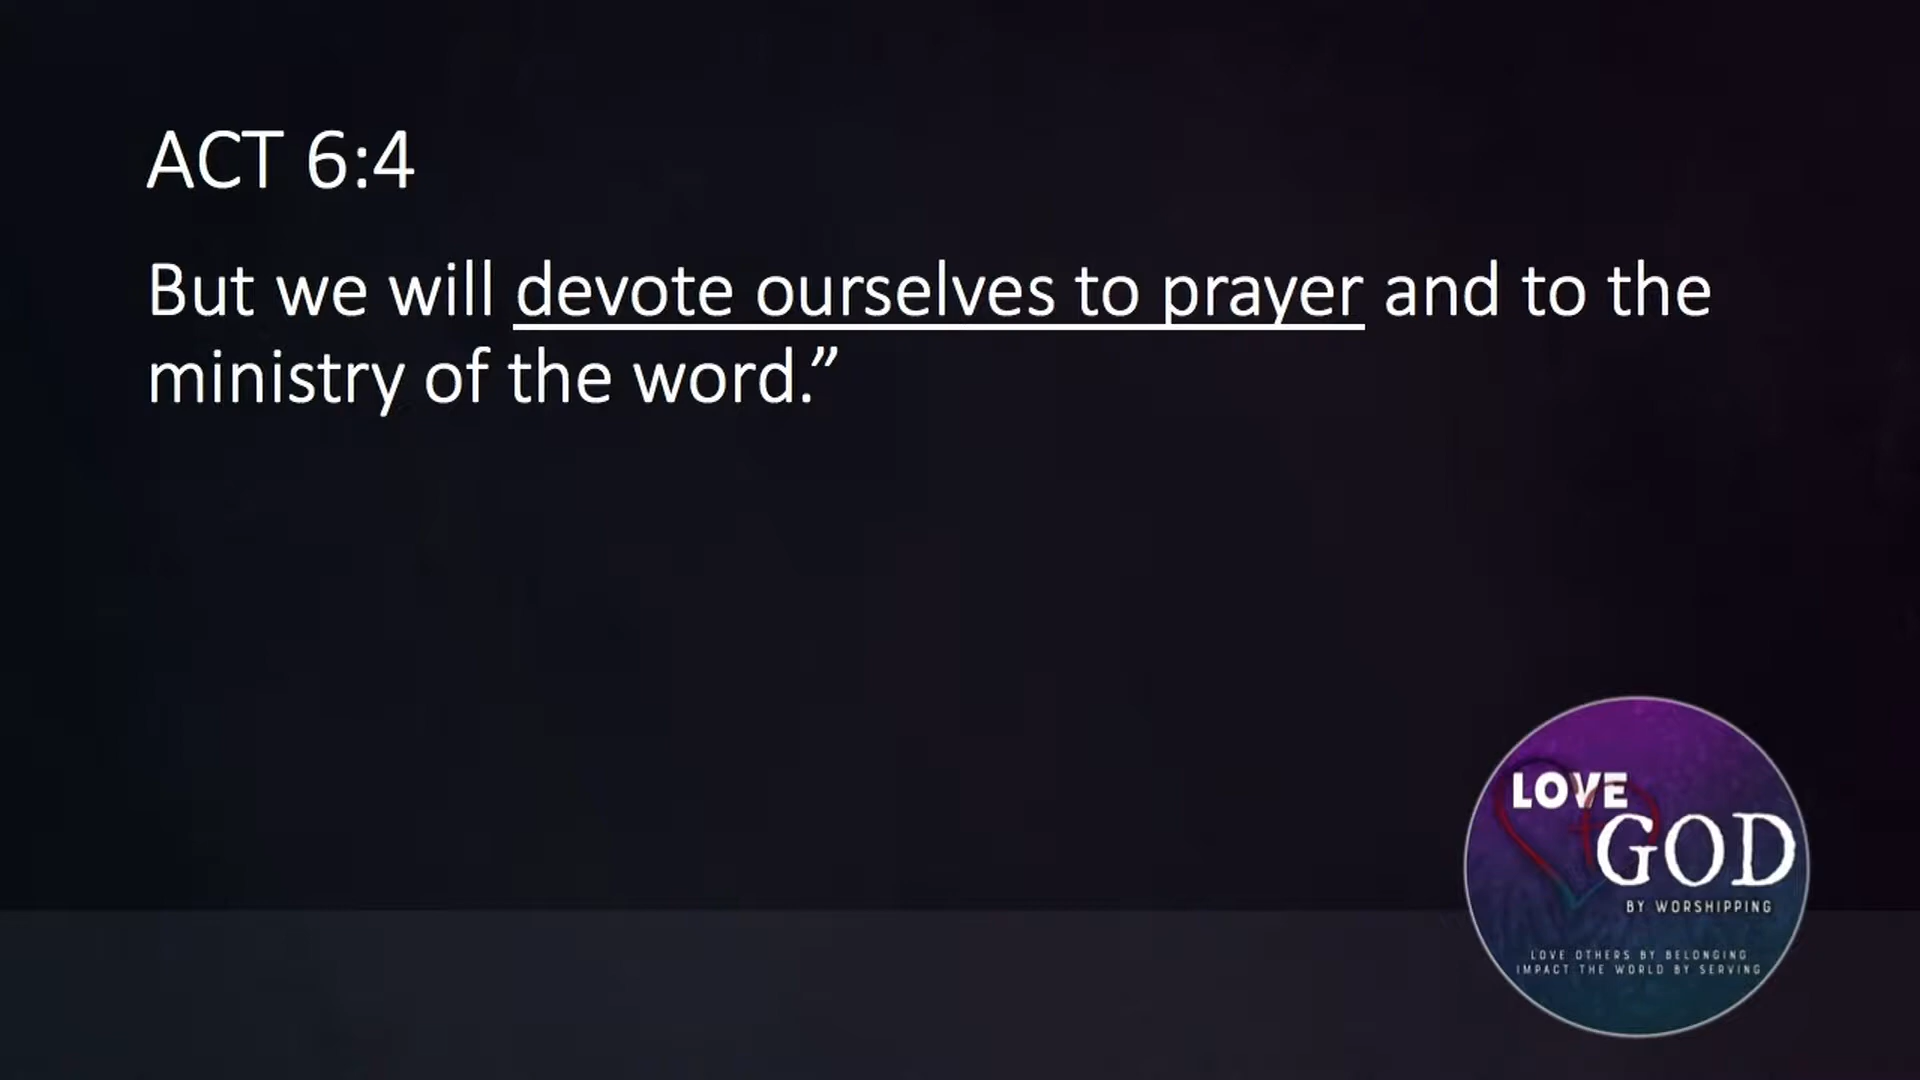 ACT 6:4
But we will devote ourselves to prayer and to the
ministry of the word.”
LOVE
GOD
BY WORSHIPPING
LOVE OTHERS BY BELONGING
IMPACT THE WORLD BY SERVING